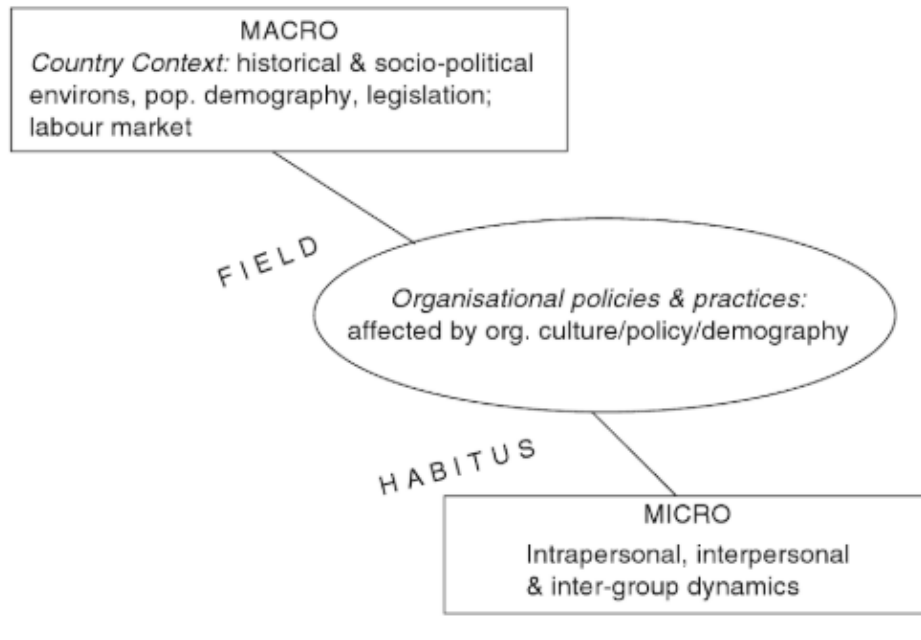 MACRO
Country Context: historical & socio-political
environs, pop. demography, legislation;
labour market
FIELD
Organisational policies & practices:
affected by org. culture/policy/demography
HABITUS
MICRO
Intrapersonal, interpersonal
& inter-group dynamics